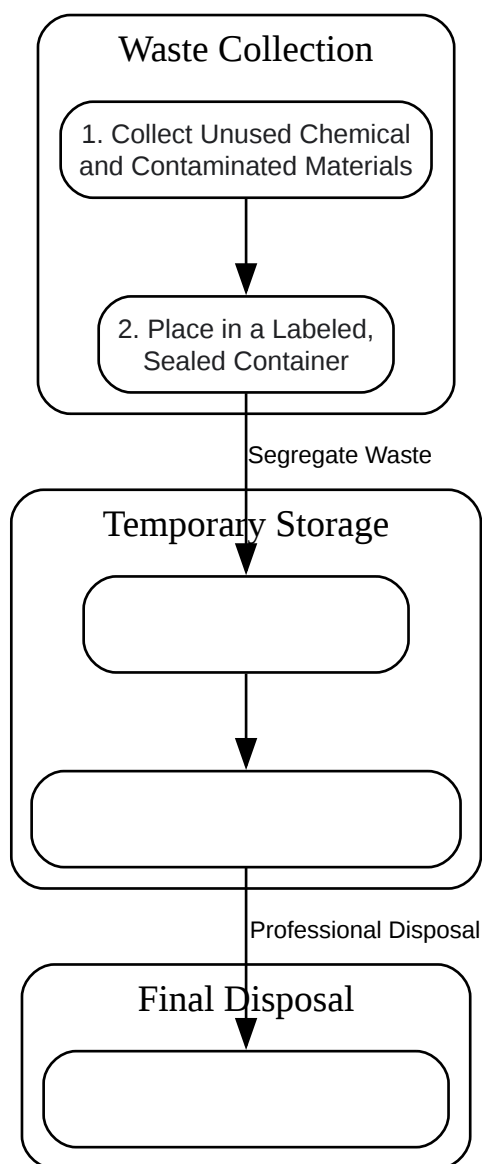 Waste Collection
1. Collect Unused Chemical
and Contaminated Materials
2. Place in a Labeled,
Sealed Container
Segregate Waste
Temporary Storage
Professional Disposal
Final Disposal